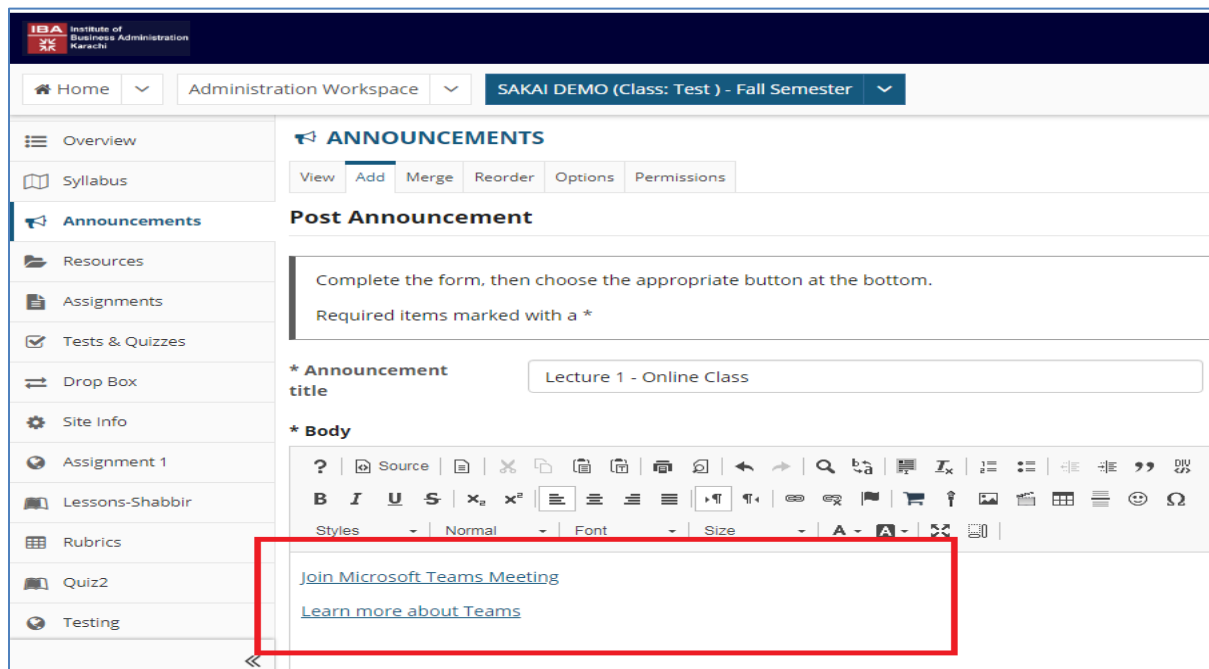 IBA Institute of
Business Administration
Karachi
Home Administration Workspace SAKAI DEMO (Class: Test ) - Fall Semester
Overview
Syllabus
Announcements
Resources
Assignments
Tests & Quizzes
Drop Box
Site Info
Assignment 1
Lessons-Shabbir
Rubrics
Quiz2
Testing
ANNOUNCEMENTS
View Add Merge Reorder Options Permissions
Post Announcement
Complete the form, then choose the appropriate button at the bottom.
Required items marked with a *
* Announcement
title
Lecture 1 - Online Class
* Body
? Source DIV
B I U S x₂ x² Ω
Styles Normal Font Size A A
Join Microsoft Teams Meeting
Learn more about Teams